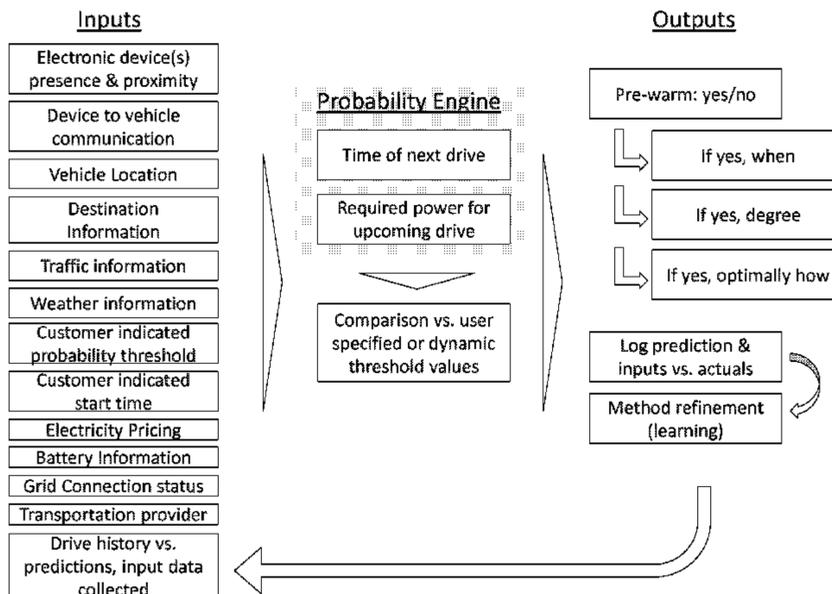 Inputs
Electronic device(s)
presence & proximity
Device to vehicle
communication
Vehicle Location
Destination
Information
Traffic information
Weather information
Customer indicated
probability threshold
Customer indicated
start time
Electricity Pricing
Battery Information
Grid Connection status
Transportation provider
Drive history vs.
predictions, input data
collected
Probability Engine
Time of next drive
Required power for
upcoming drive
Comparison vs. user
specified or dynamic
threshold values
Outputs
Pre-warm: yes/no
If yes, when
If yes, degree
If yes, optimally how
Log prediction &
inputs vs. actuals
Method refinement
(learning)